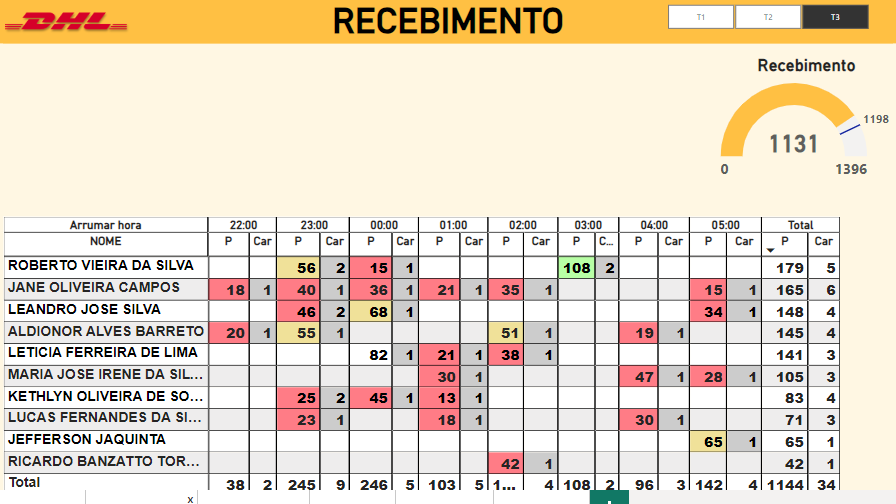 DHL
RECEBIMENTO
T1 T2 T3
Recebimento
1198
1131
0 1396
Arrumar hora 22:00 23:00 00:00 01:00 02:00 03:00 04:00 05:00 Total
NOME P Car P Car P Car P Car P Car P C... P Car P Car P Car
ROBERTO VIEIRA DA SILVA 56 2 15 1 108 2 179 5
JANE OLIVEIRA CAMPOS 18 1 40 1 36 1 21 1 35 1 15 1 165 6
LEANDRO JOSE SILVA 46 2 68 1 34 1 148 4
ALDIONOR ALVES BARRETO 20 1 55 1 51 1 19 1 145 4
LETICIA FERREIRA DE LIMA 82 1 21 1 38 1 141 3
MARIA JOSE IRENE DA SIL... 30 1 47 1 28 1 105 3
KETHLYN OLIVEIRA DE SO... 25 2 45 1 13 1 83 4
LUCAS FERNANDES DA SI... 23 1 18 1 30 1 71 3
JEFFERSON JAQUINTA 65 1 65 1
RICARDO BANZATTO TOR... 42 1 42 1
Total 38 2 245 9 246 5 103 5 1... 4 108 2 96 3 142 4 1144 34
x